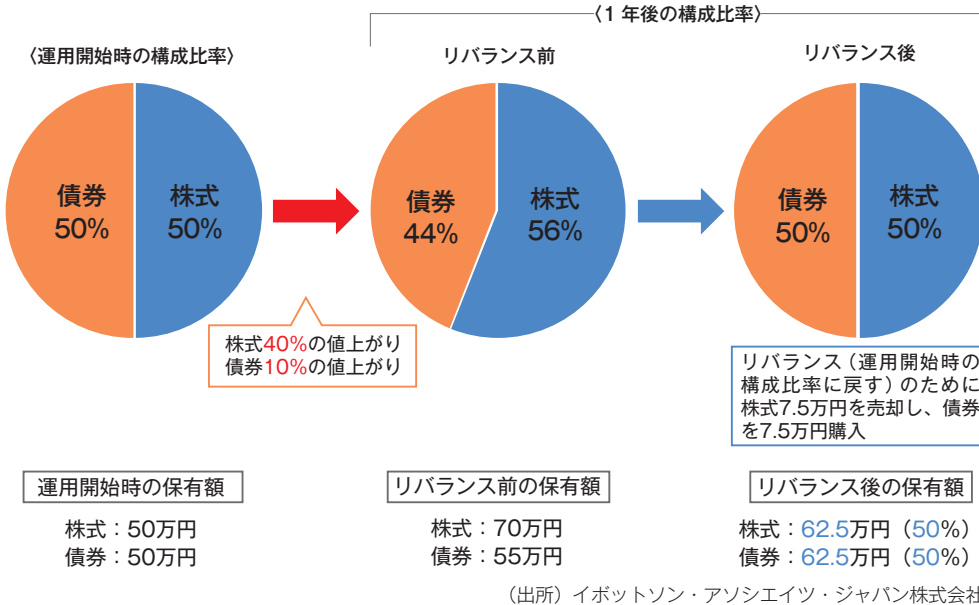 〈1年後の構成比率〉
〈運用開始時の構成比率〉
リバランス前
リバランス後
債券
50%
株式
50%
債券
44%
株式
56%
債券
50%
株式
50%
株式40%の値上がり
債券10%の値上がり
リバランス（運用開始時の
構成比率に戻す）のために
株式7.5万円を売却し、債券
を7.5万円購入
運用開始時の保有額
株式：50万円
債券：50万円
リバランス前の保有額
株式：70万円
債券：55万円
リバランス後の保有額
株式：62.5万円（50%）
債券：62.5万円（50%）
（出所）イボットソン・アソシエイツ・ジャパン株式会社